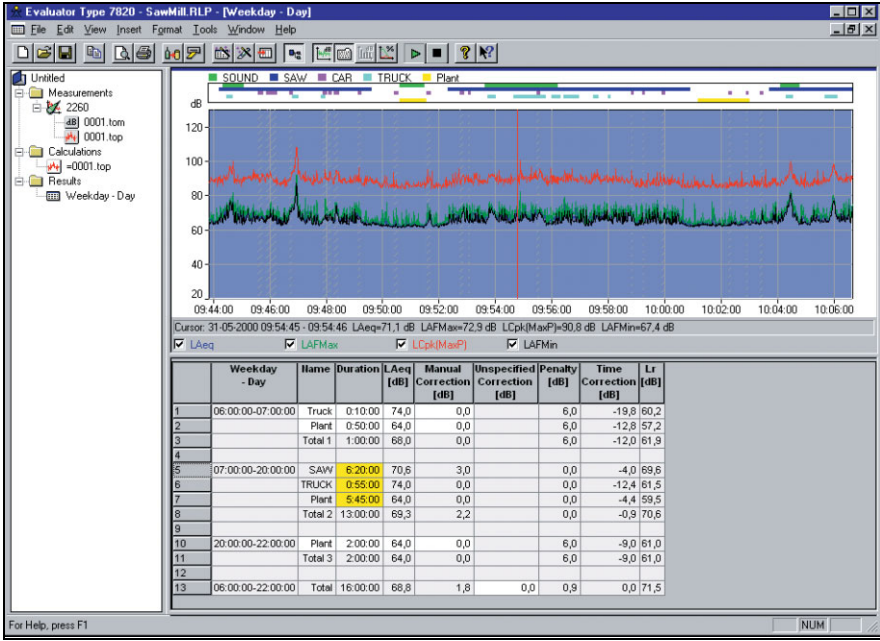 Evaluator Type 7820 - SawMill.RLP - [Weekday - Day]
File Edit View Insert Format Tools Window Help
Untitled
Measurements
2260
dB 0001.tom
0001.top
Calculations
=0001.top
Results
Weekday - Day
SOUND SAW CAR TRUCK Plant
dB
120
100
80
60
40
20
09:44:00 09:46:00 09:48:00 09:50:00 09:52:00 09:54:00 09:56:00 09:58:00 10:00:00 10:02:00 10:04:00 10:06:00
Cursor: 31-05-2000 09:54:45 - 09:54:46 LAeq=71,1 dB LAFMax=72,9 dB LCpk(MaxP)=90,8 dB LAFMin=67,4 dB
LAeq LAFMax LCpk(MaxP) LAFMin
Weekday Name Duration LAeq Manual Unspecified Penalty Time Lr
- Day [dB] Correction Correction [dB] Correction [dB]
[dB] [dB] [dB]
1 06:00:00-07:00:00 Truck 0:10:00 74,0 0,0 6,0 -19,8 60,2
2 Plant 0:50:00 64,0 0,0 6,0 -12,8 57,2
3 Total 1 1:00:00 68,0 0,0 6,0 -12,0 61,9
4
5 07:00:00-20:00:00 SAW 6:20:00 70,6 3,0 0,0 -4,0 69,6
6 TRUCK 0:55:00 74,0 0,0 0,0 -12,4 61,5
7 Plant 5:45:00 64,0 0,0 0,0 -4,4 59,5
8 Total 2 13:00:00 69,3 2,2 0,0 -0,9 70,6
9
10 20:00:00-22:00:00 Plant 2:00:00 64,0 0,0 6,0 -9,0 61,0
11 Total 3 2:00:00 64,0 0,0 6,0 -9,0 61,0
12
13 06:00:00-22:00:00 Total 16:00:00 68,8 1,8 0,0 0,9 0,0 71,5
For Help, press F1
NUM